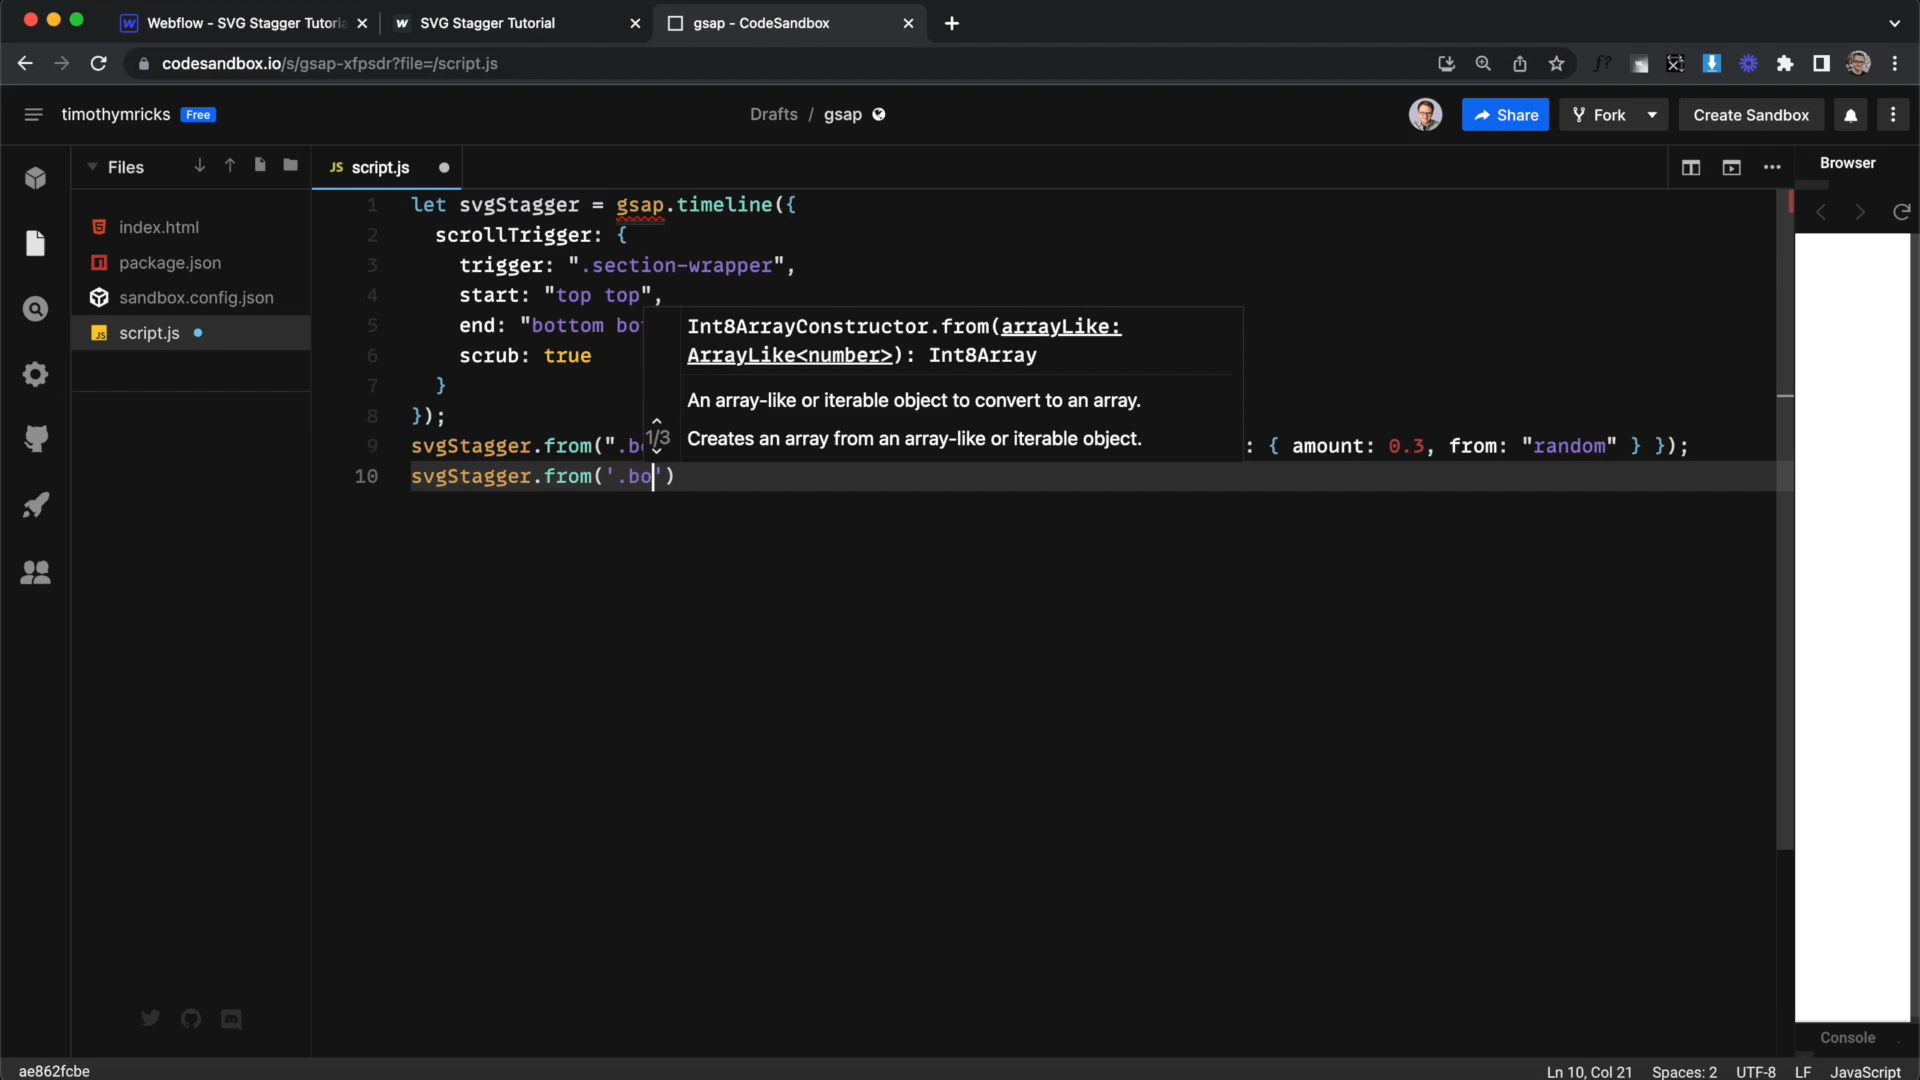 Webflow - SVG Stagger Tutoria
SVG Stagger Tutorial
gsap - CodeSandbox
codesandbox.io/s/gsap-xfpsdr?file=/script.js
timothymricks Free
Drafts / gsap
Share
Fork
Create Sandbox
Files
JS script.js
Browser
index.html
package.json
sandbox.config.json
script.js
1 let svgStagger = gsap.timeline({
2 scrollTrigger: {
3 trigger: ".section-wrapper",
4 start: "top top",
5 end: "bottom bo
6 scrub: true
7 }
8 });
9 svgStagger.from(".b : { amount: 0.3, from: "random" } });
10 svgStagger.from('.bo')
Int8ArrayConstructor.from(arrayLike:
ArrayLike<number>): Int8Array
An array-like or iterable object to convert to an array.
1/3
Creates an array from an array-like or iterable object.
Console
ae862fcbe
Ln 10, Col 21 Spaces: 2 UTF-8 LF JavaScript